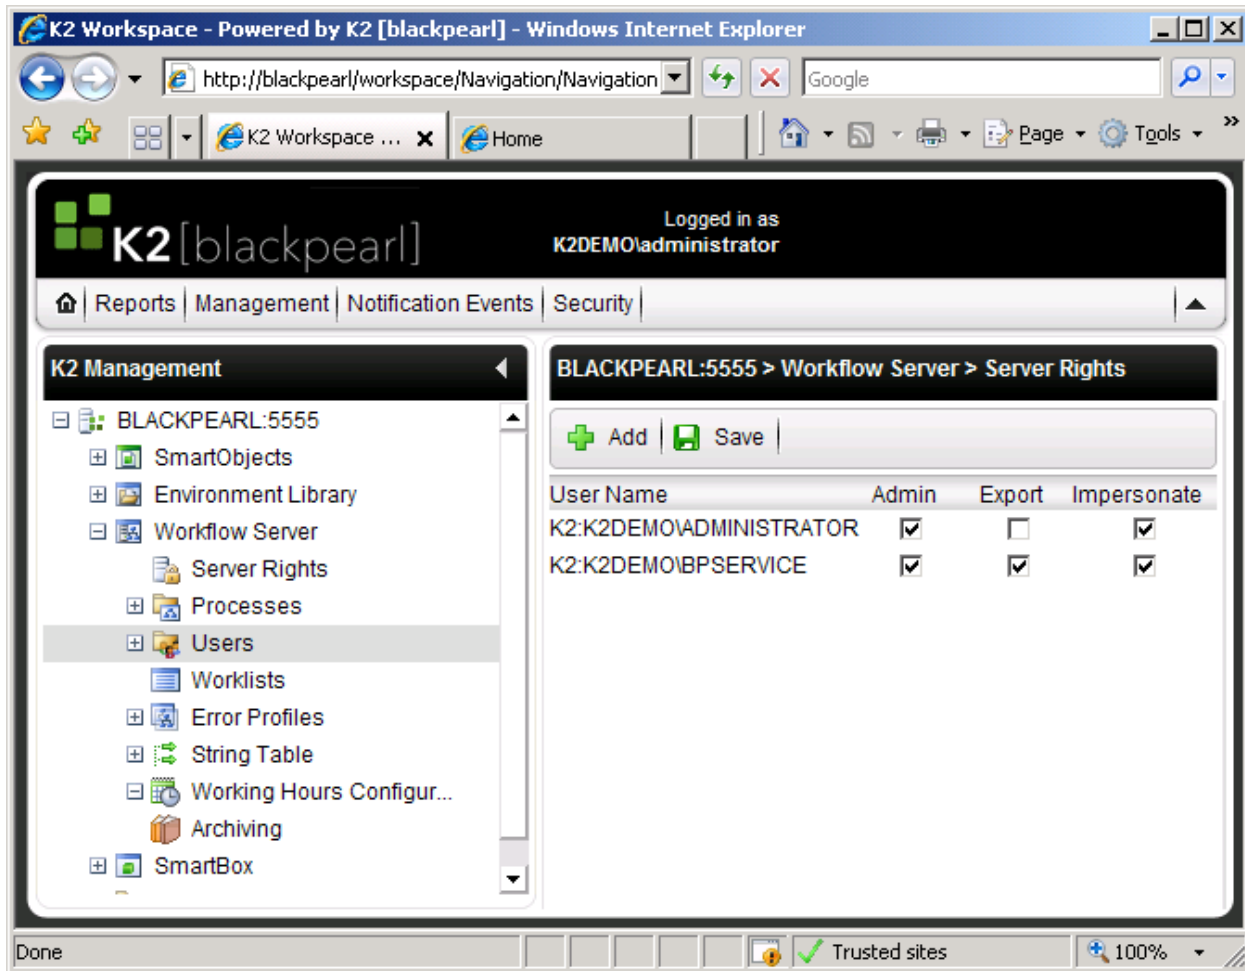 K2 Workspace - Powered by K2 [blackpearl] - Windows Internet Explorer
http://blackpearl/workspace/Navigation/Navigation
Google
K2 Workspace ...
Home
Page
Tools
»
K2[blackpearl]
Logged in as
K2DEMO\administrator
Reports
Management
Notification Events
Security
K2 Management
BLACKPEARL:5555
SmartObjects
Environment Library
Workflow Server
Server Rights
Processes
Users
Worklists
Error Profiles
String Table
Working Hours Configur...
Archiving
SmartBox
BLACKPEARL:5555 > Workflow Server > Server Rights
Add
Save
User Name Admin Export Impersonate
K2:K2DEMO\ADMINISTRATOR
K2:K2DEMO\BPSERVICE
Done
Trusted sites
100%